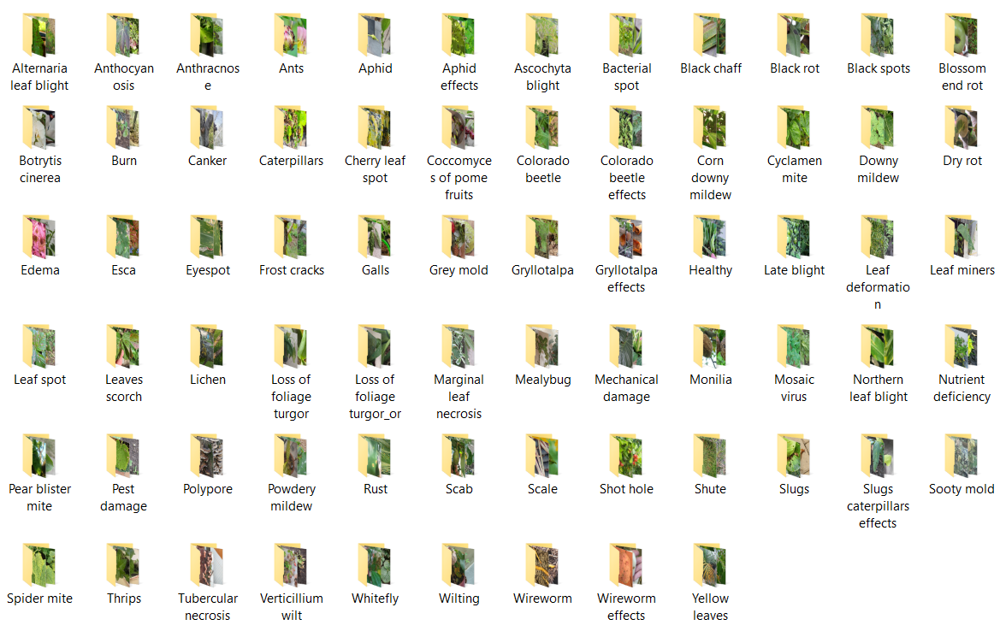 Alternaria leaf blight
Anthocyanosis
Anthracnose
Ants
Aphid
Aphid effects
Ascochyta blight
Bacterial spot
Black chaff
Black rot
Black spots
Blossom end rot
Botrytis cinerea
Burn
Canker
Caterpillars
Cherry leaf spot
Coccomyces of pome fruits
Colorado beetle
Colorado beetle effects
Corn downy mildew
Cyclamen mite
Downy mildew
Dry rot
Edema
Esca
Eyespot
Frost cracks
Galls
Grey mold
Gryllotalpa
Gryllotalpa effects
Healthy
Late blight
Leaf deformation
Leaf miners
Leaf spot
Leaves scorch
Lichen
Loss of foliage turgor
Loss of foliage turgor_or
Marginal leaf necrosis
Mealybug
Mechanical damage
Monilia
Mosaic virus
Northern leaf blight
Nutrient deficiency
Pear blister mite
Pest damage
Polypore
Powdery mildew
Rust
Scab
Scale
Shot hole
Shute
Slugs
Slugs caterpillars effects
Sooty mold
Spider mite
Thrips
Tubercular necrosis
Verticillium wilt
Whitefly
Wilting
Wireworm
Wireworm effects
Yellow leaves